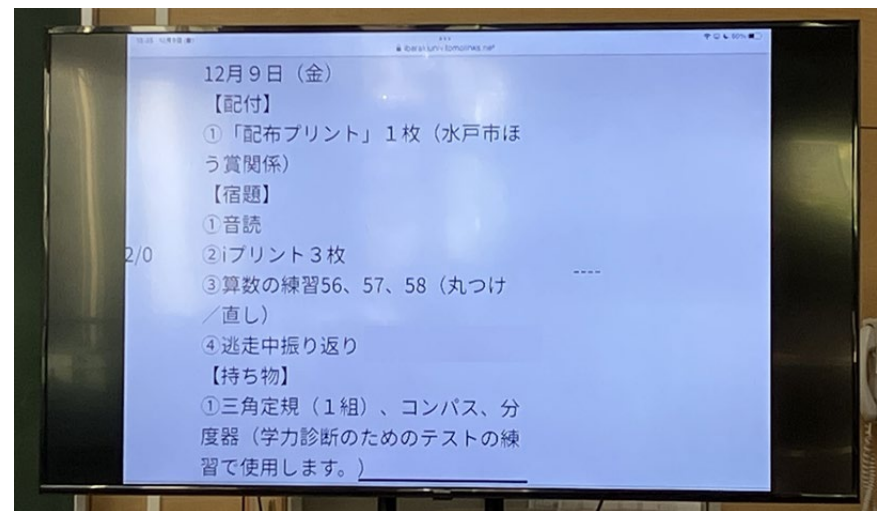 12月9日（金）
【配付】
①「配布プリント」１枚（水戸市ほ
う賞関係）
【宿題】
①音読
2/0
②iプリント３枚
----
③算数の練習56、57、58（丸つけ
／直し）
④逃走中振り返り
【持ち物】
①三角定規（１組）、コンパス、分
度器（学力診断のためのテストの練
習で使用します。）